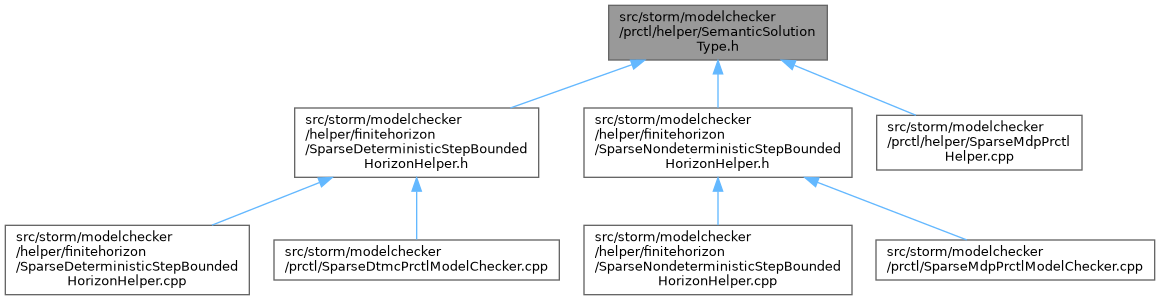 src/storm/modelchecker
/prctl/helper/SemanticSolution
Type.h
src/storm/modelchecker
/helper/finitehorizon
/SparseDeterministicStepBounded
HorizonHelper.h
src/storm/modelchecker
/helper/finitehorizon
/SparseNondeterministicStepBounded
HorizonHelper.h
src/storm/modelchecker
/prctl/helper/SparseMdpPrctl
Helper.cpp
src/storm/modelchecker
/helper/finitehorizon
/SparseDeterministicStepBounded
HorizonHelper.cpp
src/storm/modelchecker
/prctl/SparseDtmcPrctlModelChecker.cpp
src/storm/modelchecker
/helper/finitehorizon
/SparseNondeterministicStepBounded
HorizonHelper.cpp
src/storm/modelchecker
/prctl/SparseMdpPrctlModelChecker.cpp